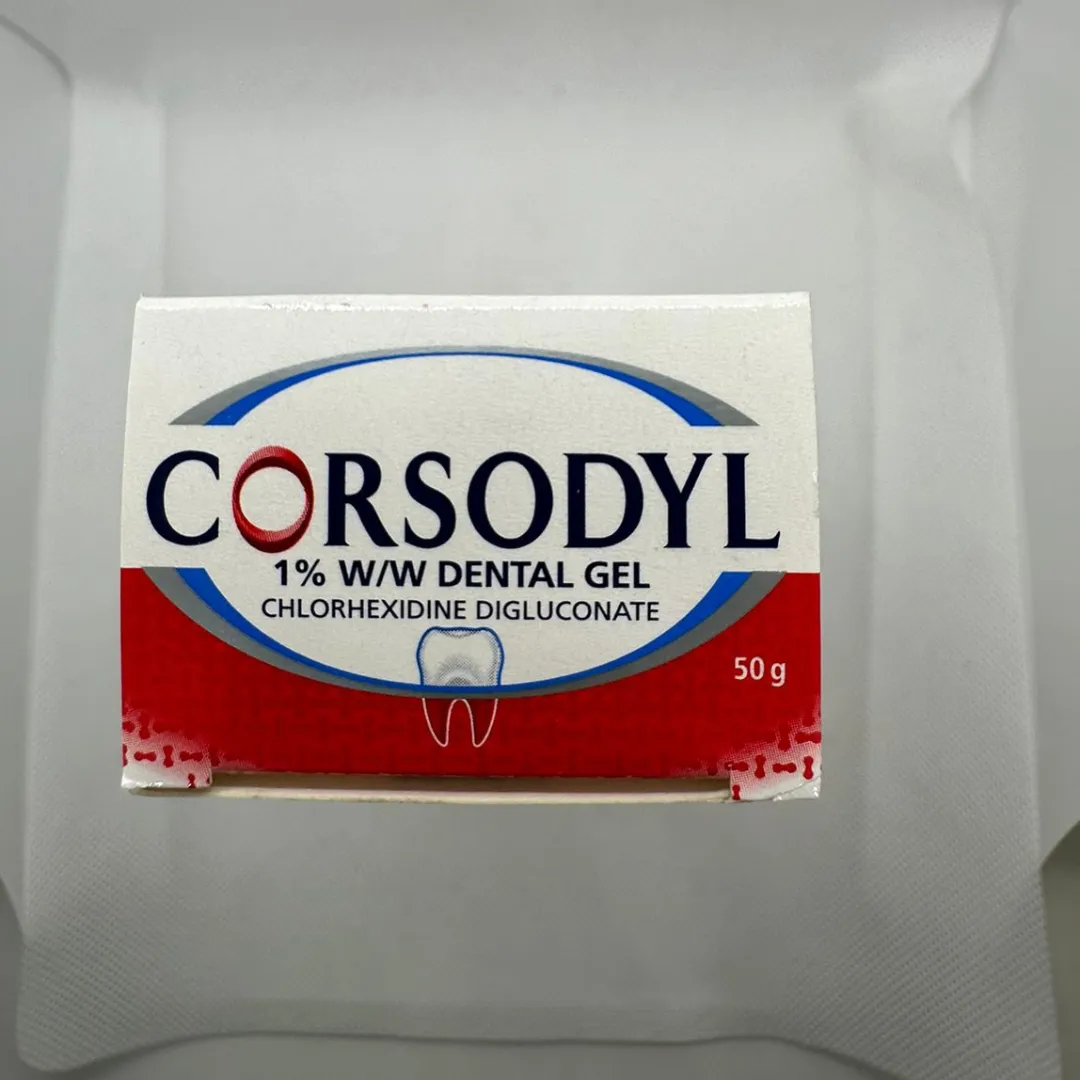 CORSODYL
1% W/W DENTAL GEL
CHLORHEXIDINE DIGLUCONATE
50 g